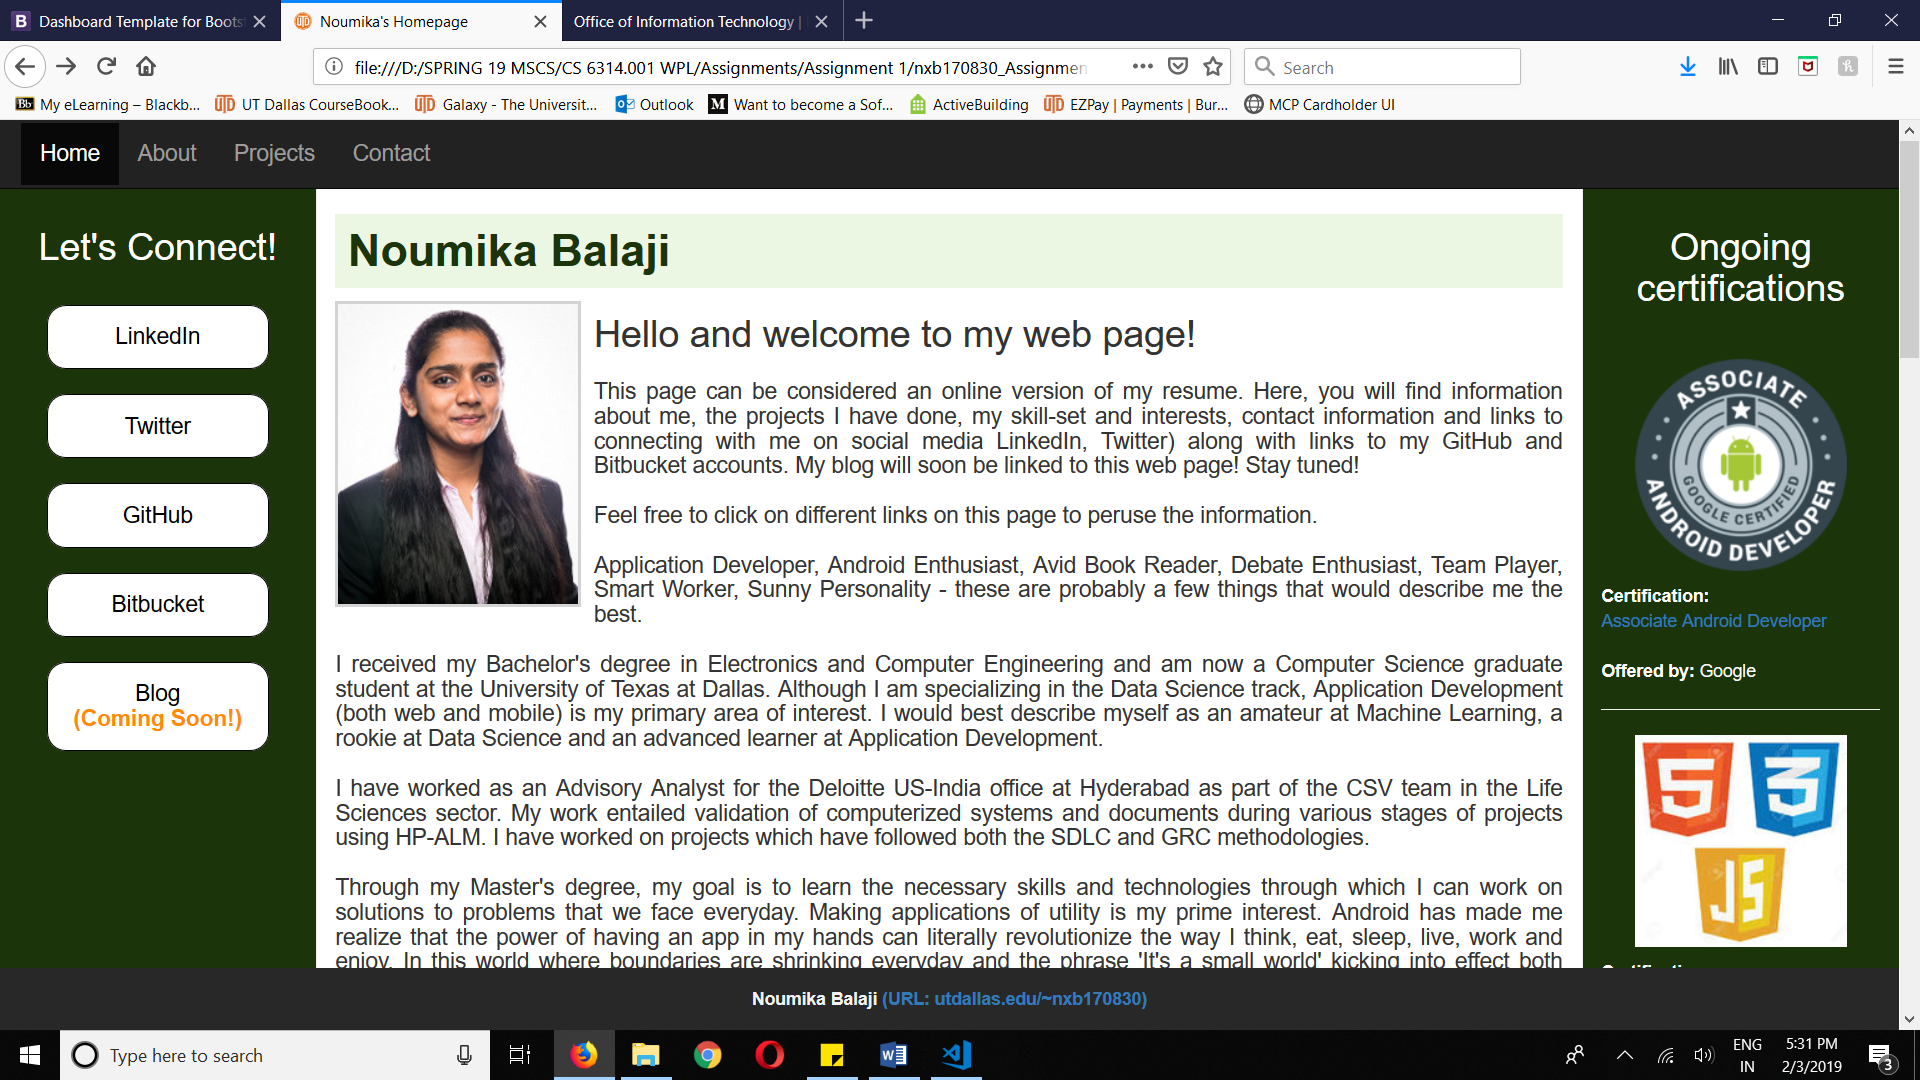 Dashboard Template for Boots
Noumika's Homepage
Office of Information Technology |
file:///D:/SPRING 19 MSCS/CS 6314.001 WPL/Assignments/Assignment 1/nxb170830_Assignmen
Search
My eLearning – Blackb...
UT Dallas CourseBook...
Galaxy - The Universit...
Outlook
Want to become a Sof...
ActiveBuilding
EZPay | Payments | Bur...
MCP Cardholder UI
Home
About
Projects
Contact
Let's Connect!
LinkedIn
Twitter
GitHub
Bitbucket
Blog
(Coming Soon!)
Noumika Balaji
Hello and welcome to my web page!
This page can be considered an online version of my resume. Here, you will find information
about me, the projects I have done, my skill-set and interests, contact information and links to
connecting with me on social media LinkedIn, Twitter) along with links to my GitHub and
Bitbucket accounts. My blog will soon be linked to this web page! Stay tuned!
Feel free to click on different links on this page to peruse the information.
Application Developer, Android Enthusiast, Avid Book Reader, Debate Enthusiast, Team Player,
Smart Worker, Sunny Personality - these are probably a few things that would describe me the
best.
I received my Bachelor's degree in Electronics and Computer Engineering and am now a Computer Science graduate
student at the University of Texas at Dallas. Although I am specializing in the Data Science track, Application Development
(both web and mobile) is my primary area of interest. I would best describe myself as an amateur at Machine Learning, a
rookie at Data Science and an advanced learner at Application Development.
I have worked as an Advisory Analyst for the Deloitte US-India office at Hyderabad as part of the CSV team in the Life
Sciences sector. My work entailed validation of computerized systems and documents during various stages of projects
using HP-ALM. I have worked on projects which have followed both the SDLC and GRC methodologies.
Through my Master's degree, my goal is to learn the necessary skills and technologies through which I can work on
solutions to problems that we face everyday. Making applications of utility is my prime interest. Android has made me
realize that the power of having an app in my hands can literally revolutionize the way I think, eat, sleep, live, work and
enjoy. In this world where boundaries are shrinking everyday and the phrase 'It's a small world' kicking into effect both
Ongoing
certifications
ASSOCIATE
GOOGLE CERTIFIED
ANDROID DEVELOPER
Certification:
Associate Android Developer
Offered by: Google
5
3
JS
Noumika Balaji (URL: utdallas.edu/~nxb170830)
Type here to search
ENG
IN
5:31 PM
2/3/2019
3